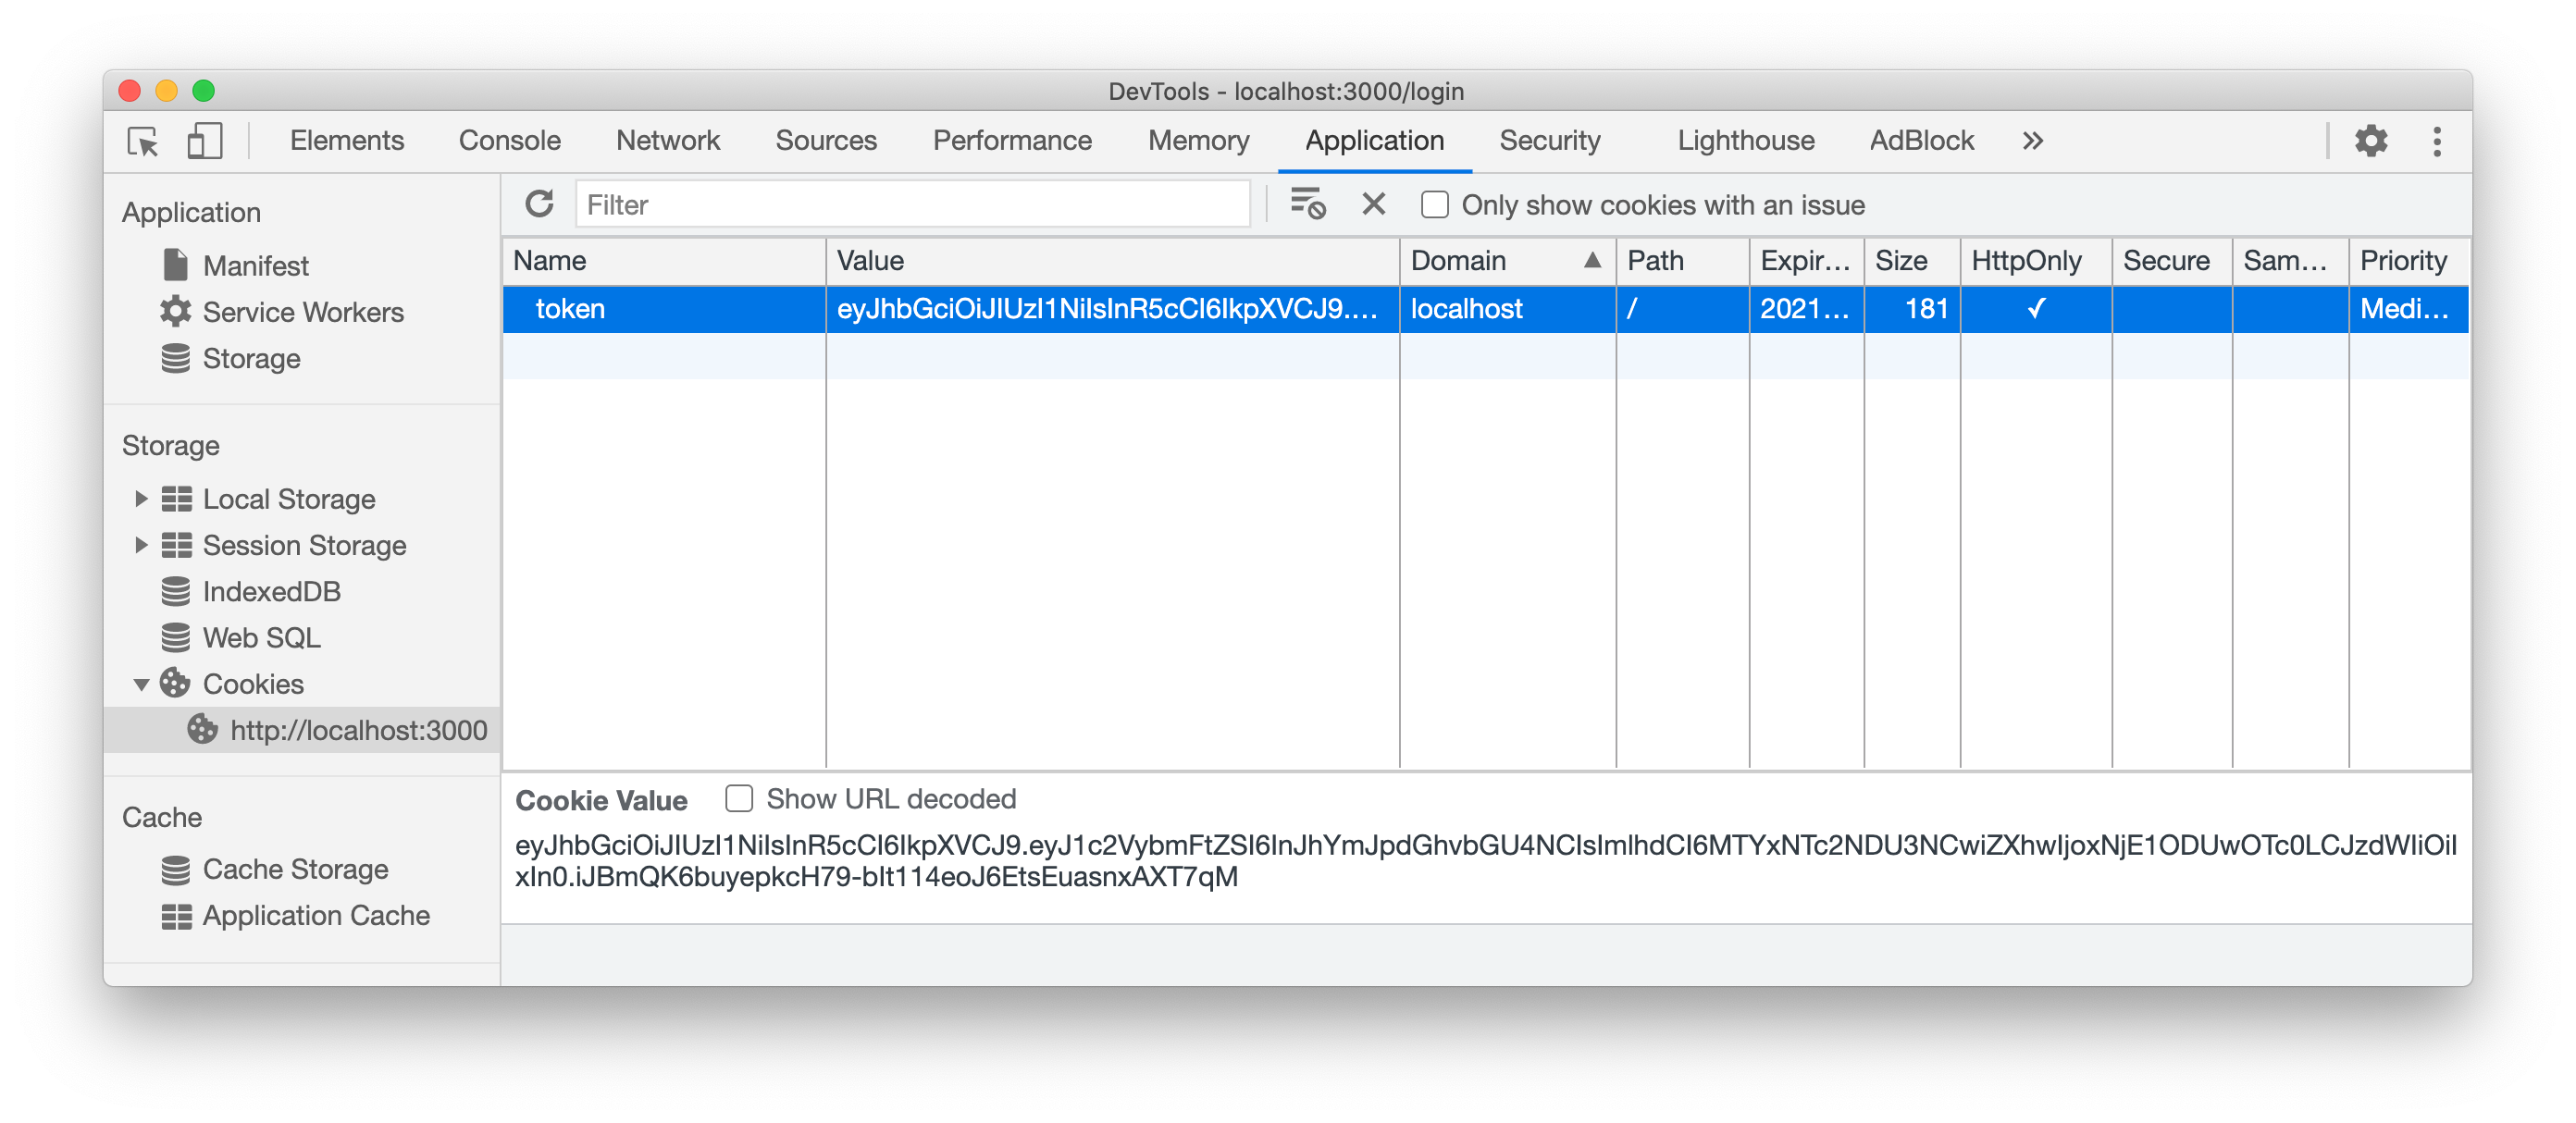 DevTools - localhost:3000/login
Elements Console Network Sources Performance Memory Application Security Lighthouse AdBlock »
Application
Manifest
Service Workers
Storage
Storage
Local Storage
Session Storage
IndexedDB
Web SQL
Cookies
http://localhost:3000
Cache
Cache Storage
Application Cache
Filter Only show cookies with an issue
Name Value Domain Path Expir... Size HttpOnly Secure Sam... Priority
token eyJhbGciOiJIUzI1NiIsInR5cCI6IkpXVCJ9.... localhost / 2021... 181 ✓ Medi...
Cookie Value Show URL decoded
eyJhbGciOiJIUzI1NiIsInR5cCI6IkpXVCJ9.eyJ1c2VybmFtZSI6InJhYmJpdGhvbGU4NCIsImlhdCI6MTYxNTc2NDU3NCwiZXhwIjoxNjE1ODUwOTc0LCJzdWIiOiI
xIn0.iJBmQK6buyepkcH79-bIt114eoJ6EtsEuasnxAXT7qM